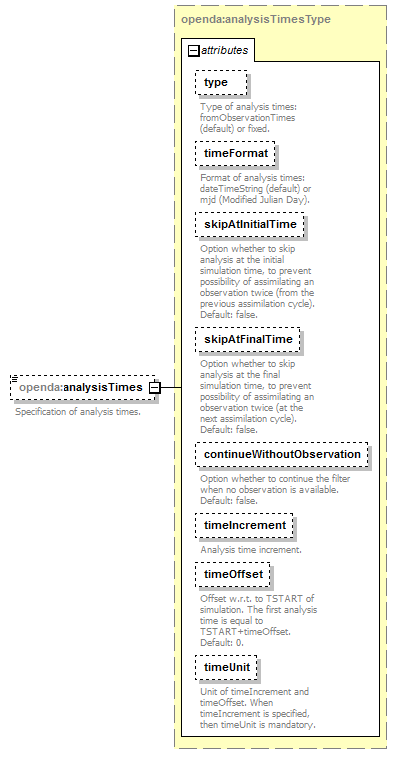 openda:analysisTimesType
attributes
type
Type of analysis times:
fromObservationTimes
(default) or fixed.
timeFormat
Format of analysis times:
dateTimeString (default) or
mjd (Modified Julian Day).
skipAtInitialTime
Option whether to skip
analysis at the initial
simulation time, to prevent
possibility of assimilating an
observation twice (from the
previous assimilation cycle).
Default: false.
skipAtFinalTime
Option whether to skip
analysis at the final
simulation time, to prevent
possibility of assimilating an
observation twice (at the
next assimilation cycle).
Default: false.
openda:analysisTimes
Specification of analysis times.
continueWithoutObservation
Option whether to continue the filter
when no observation is available.
Default: false.
timeIncrement
Analysis time increment.
timeOffset
Offset w.r.t. to TSTART of
simulation. The first analysis
time is equal to
TSTART+timeOffset.
Default: 0.
timeUnit
Unit of timeIncrement and
timeOffset. When
timeIncrement is specified,
then timeUnit is mandatory.